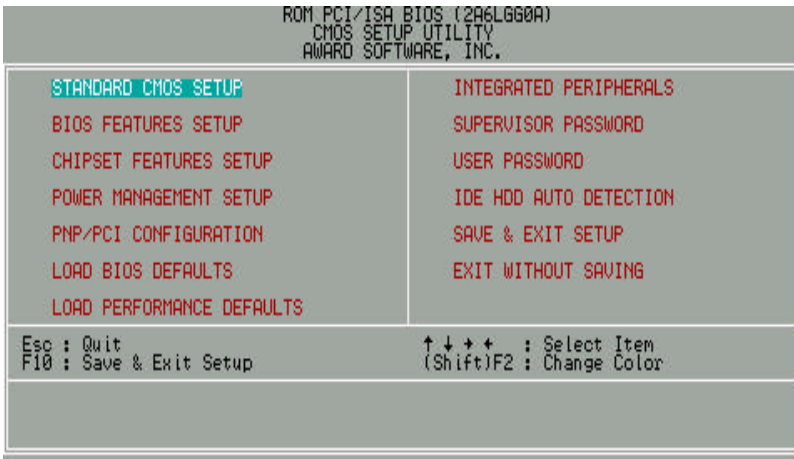 ROM PCI/ISA BIOS (2A6LGG0A)
CMOS SETUP UTILITY
AWARD SOFTWARE, INC.
STANDARD CMOS SETUP
BIOS FEATURES SETUP
CHIPSET FEATURES SETUP
POWER MANAGEMENT SETUP
PNP/PCI CONFIGURATION
LOAD BIOS DEFAULTS
LOAD PERFORMANCE DEFAULTS
INTEGRATED PERIPHERALS
SUPERVISOR PASSWORD
USER PASSWORD
IDE HDD AUTO DETECTION
SAVE & EXIT SETUP
EXIT WITHOUT SAVING
Esc : Quit
F10 : Save & Exit Setup
↑ ↓ → ← : Select Item
(Shift)F2 : Change Color